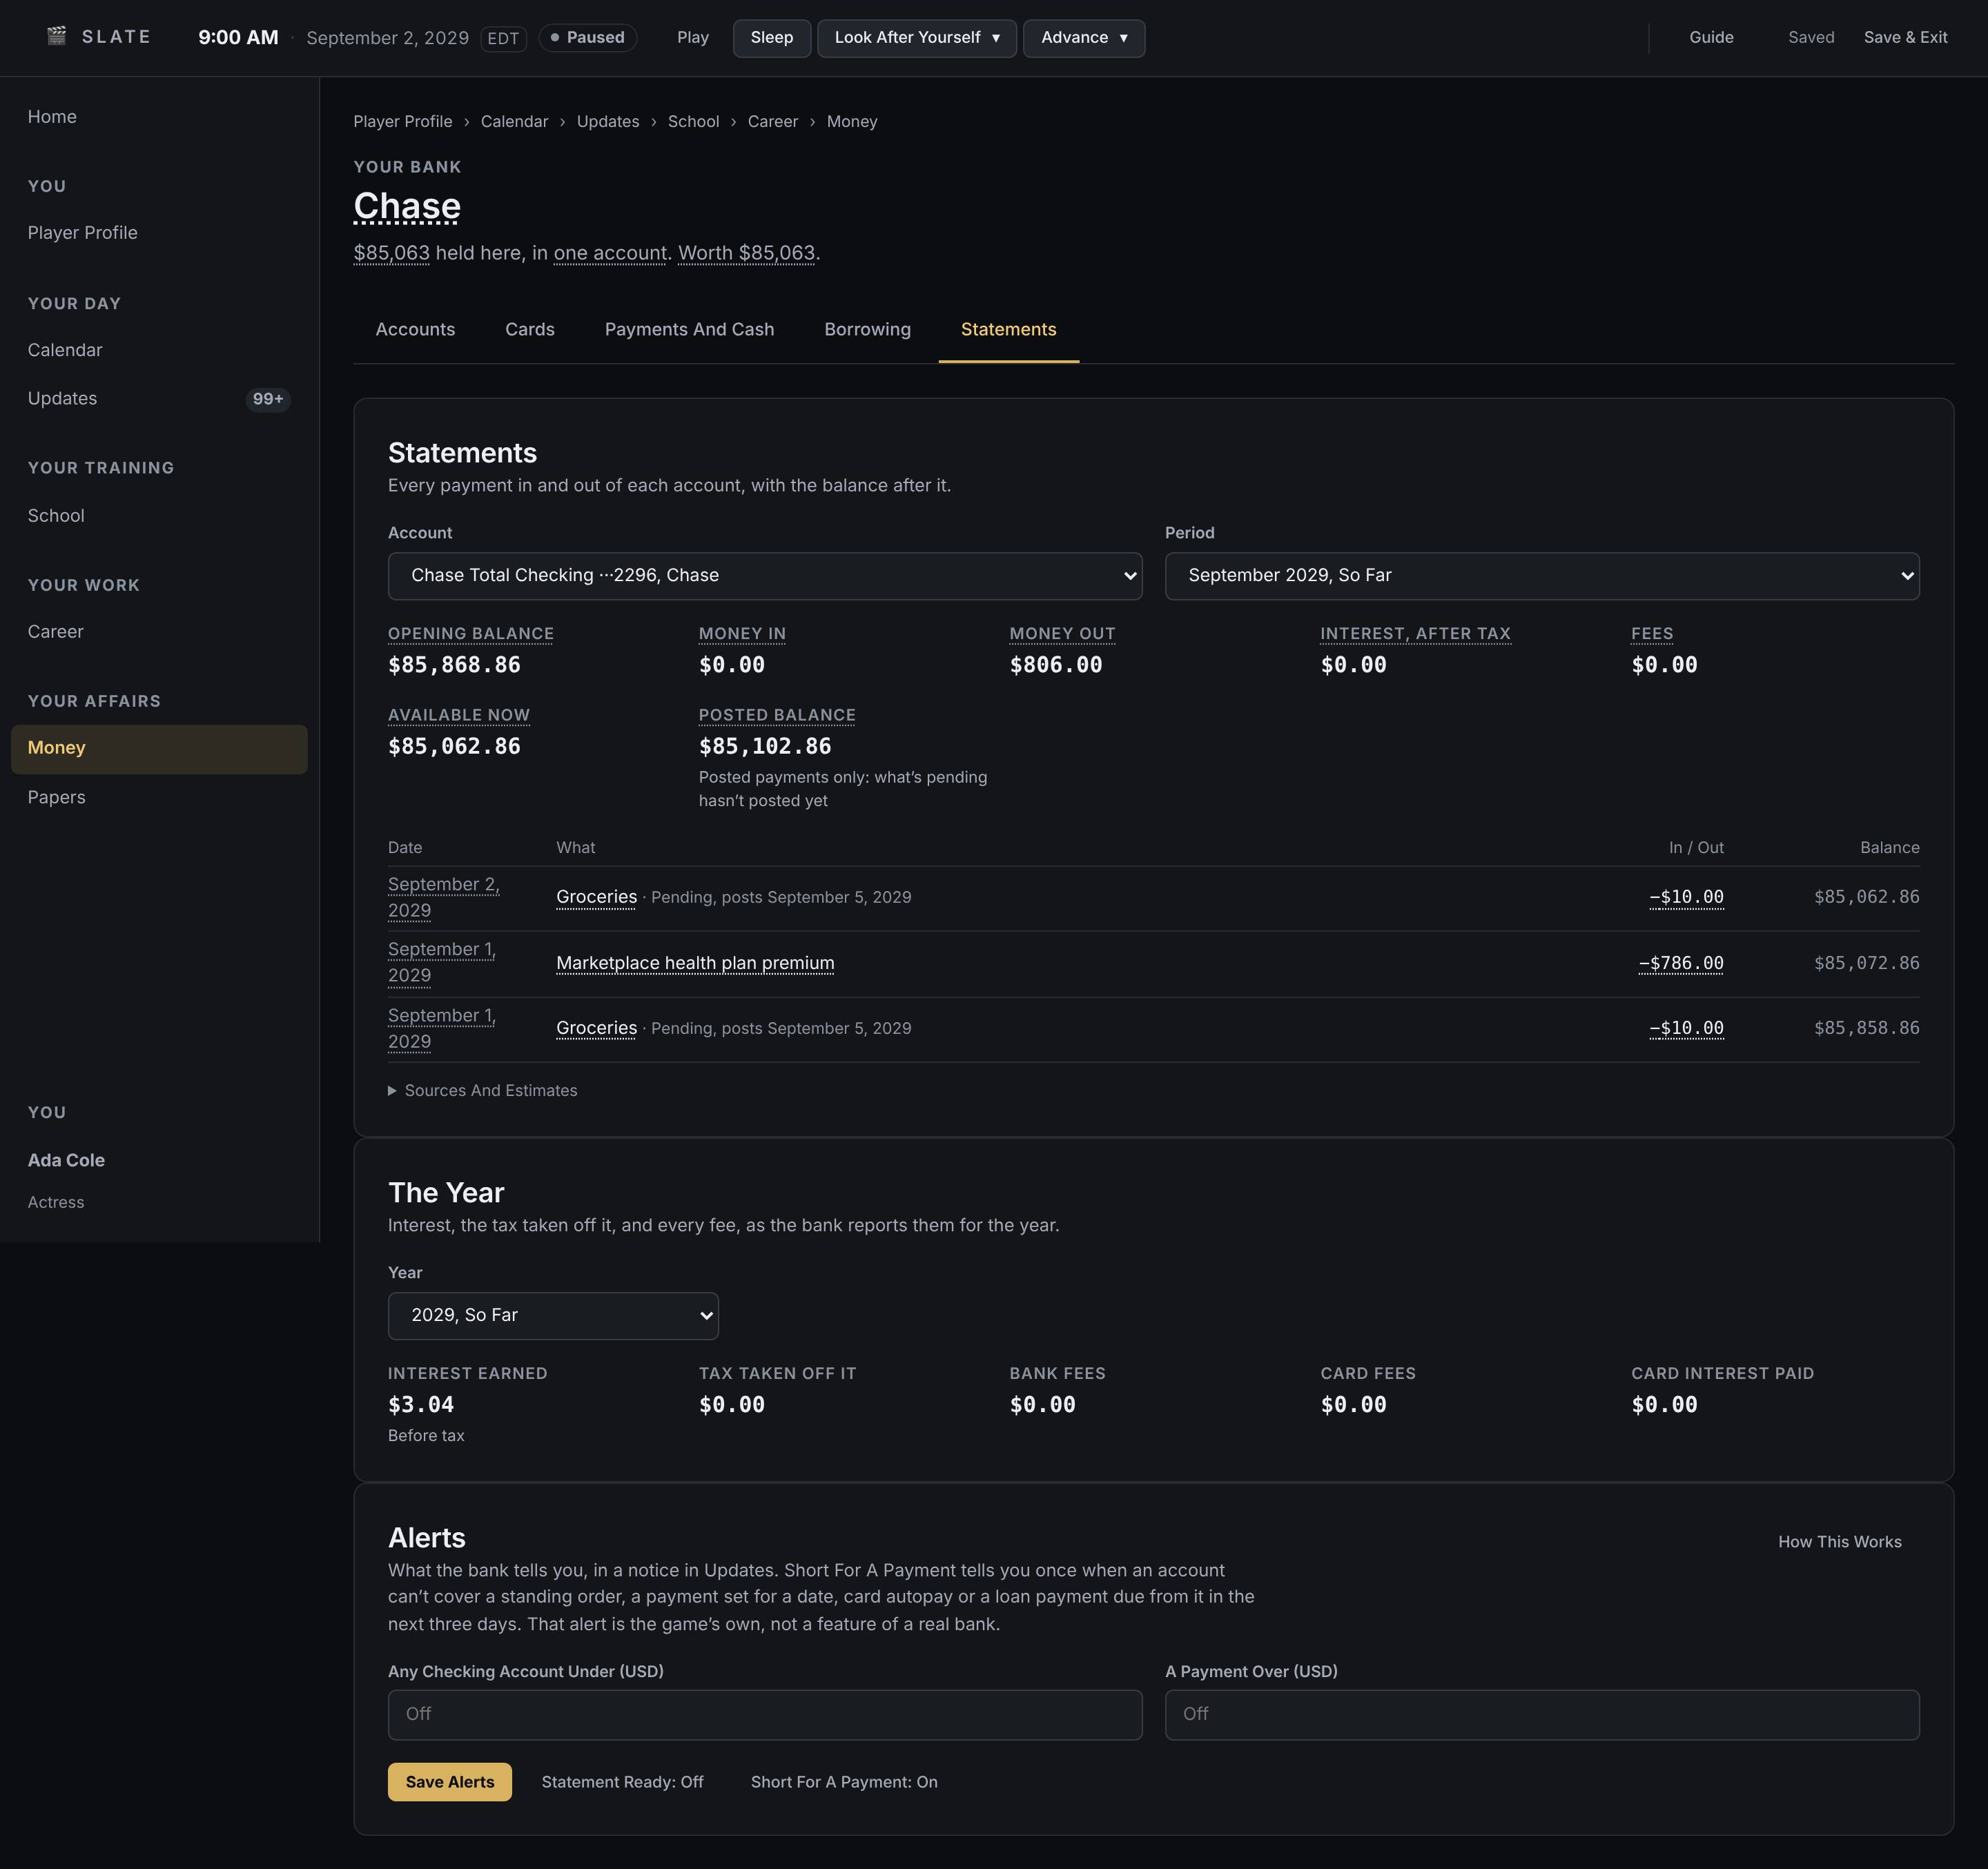 SLATE
9:00 AM · September 2, 2029 EDT Paused Play Sleep Look After Yourself ▾ Advance ▾ Guide Saved Save & Exit
Home
YOU
Player Profile
YOUR DAY
Calendar
Updates 99+
YOUR TRAINING
School
YOUR WORK
Career
YOUR AFFAIRS
Money
Papers
YOU
Ada Cole
Actress
Player Profile › Calendar › Updates › School › Career › Money
YOUR BANK
Chase
$85,063 held here, in one account. Worth $85,063.
Accounts Cards Payments And Cash Borrowing Statements
Statements
Every payment in and out of each account, with the balance after it.
Account Period
Chase Total Checking ···2296, Chase September 2029, So Far
OPENING BALANCE MONEY IN MONEY OUT INTEREST, AFTER TAX FEES
$85,868.86 $0.00 $806.00 $0.00 $0.00
AVAILABLE NOW POSTED BALANCE
$85,062.86 $85,102.86
Posted payments only: what’s pending
hasn’t posted yet
Date What In / Out Balance
September 2, 
2029 Groceries · Pending, posts September 5, 2029 −$10.00 $85,062.86
September 1,
2029 Marketplace health plan premium −$786.00 $85,072.86
September 1,
2029 Groceries · Pending, posts September 5, 2029 −$10.00 $85,858.86
▶ Sources And Estimates
The Year
Interest, the tax taken off it, and every fee, as the bank reports them for the year.
Year
2029, So Far
INTEREST EARNED TAX TAKEN OFF IT BANK FEES CARD FEES CARD INTEREST PAID
$3.04 $0.00 $0.00 $0.00 $0.00
Before tax
Alerts How This Works
What the bank tells you, in a notice in Updates. Short For A Payment tells you once when an account
can’t cover a standing order, a payment set for a date, card autopay or a loan payment due from it in the
next three days. That alert is the game’s own, not a feature of a real bank.
Any Checking Account Under (USD) A Payment Over (USD)
Off Off
Save Alerts Statement Ready: Off Short For A Payment: On